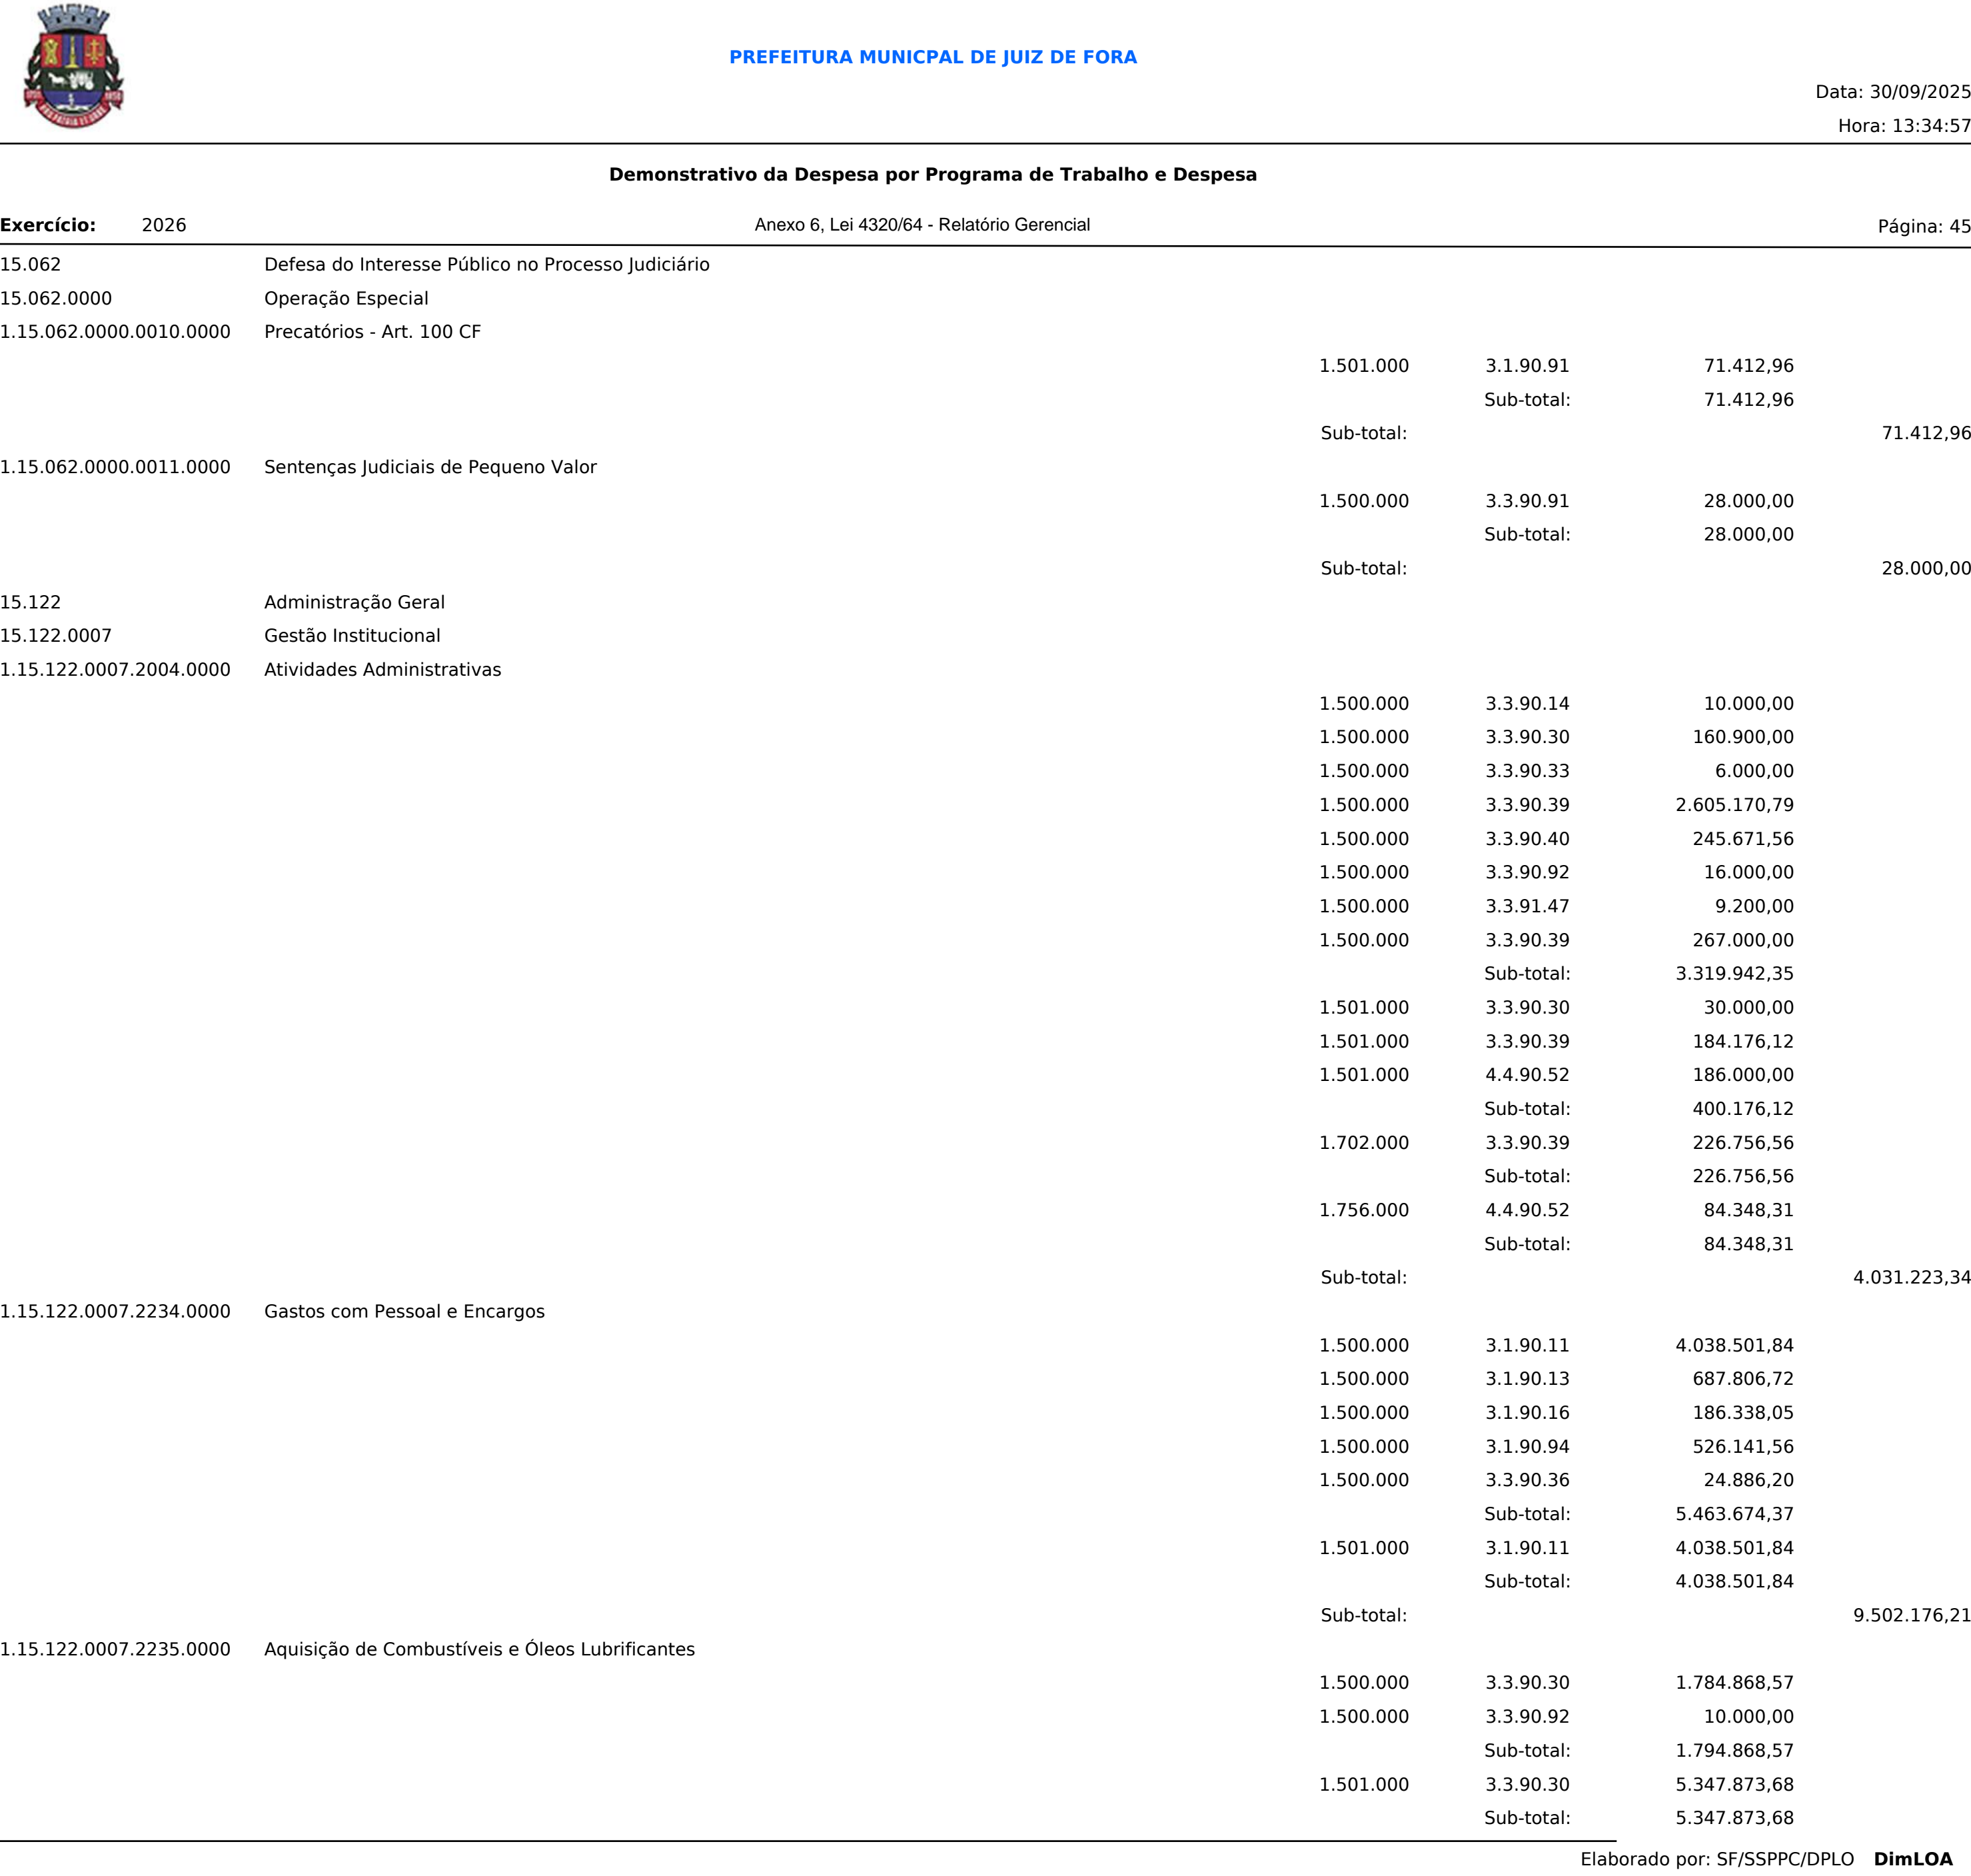 PREFEITURA MUNICPAL DE JUIZ DE FORA
Data: 30/09/2025
Hora: 13:34:57
Demonstrativo da Despesa por Programa de Trabalho e Despesa
Exercício: 2026 Anexo 6, Lei 4320/64 - Relatório Gerencial Página: 45
15.062 Defesa do Interesse Público no Processo Judiciário
15.062.0000 Operação Especial
1.15.062.0000.0010.0000 Precatórios - Art. 100 CF
1.501.000 3.1.90.91 71.412,96
Sub-total: 71.412,96
Sub-total: 71.412,96
1.15.062.0000.0011.0000 Sentenças Judiciais de Pequeno Valor
1.500.000 3.3.90.91 28.000,00
Sub-total: 28.000,00
Sub-total: 28.000,00
15.122 Administração Geral
15.122.0007 Gestão Institucional
1.15.122.0007.2004.0000 Atividades Administrativas
1.500.000 3.3.90.14 10.000,00
1.500.000 3.3.90.30 160.900,00
1.500.000 3.3.90.33 6.000,00
1.500.000 3.3.90.39 2.605.170,79
1.500.000 3.3.90.40 245.671,56
1.500.000 3.3.90.92 16.000,00
1.500.000 3.3.91.47 9.200,00
1.500.000 3.3.90.39 267.000,00
Sub-total: 3.319.942,35
1.501.000 3.3.90.30 30.000,00
1.501.000 3.3.90.39 184.176,12
1.501.000 4.4.90.52 186.000,00
Sub-total: 400.176,12
1.702.000 3.3.90.39 226.756,56
Sub-total: 226.756,56
1.756.000 4.4.90.52 84.348,31
Sub-total: 84.348,31
Sub-total: 4.031.223,34
1.15.122.0007.2234.0000 Gastos com Pessoal e Encargos
1.500.000 3.1.90.11 4.038.501,84
1.500.000 3.1.90.13 687.806,72
1.500.000 3.1.90.16 186.338,05
1.500.000 3.1.90.94 526.141,56
1.500.000 3.3.90.36 24.886,20
Sub-total: 5.463.674,37
1.501.000 3.1.90.11 4.038.501,84
Sub-total: 4.038.501,84
Sub-total: 9.502.176,21
1.15.122.0007.2235.0000 Aquisição de Combustíveis e Óleos Lubrificantes
1.500.000 3.3.90.30 1.784.868,57
1.500.000 3.3.90.92 10.000,00
Sub-total: 1.794.868,57
1.501.000 3.3.90.30 5.347.873,68
Sub-total: 5.347.873,68
Elaborado por: SF/SSPPC/DPLO DimLOA